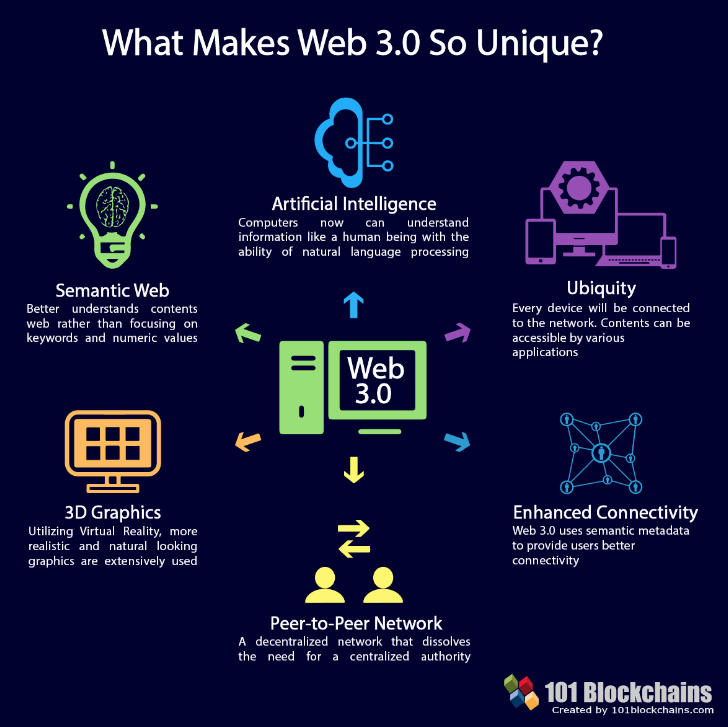 What Makes Web 3.0 So Unique?
Artificial Intelligence
Computers now can understand
information like a human being with the
ability of natural language processing
Semantic Web
Better understands contents
web rather than focusing on
keywords and numeric values
Ubiquity
Every device will be connected
to the network. Contents can be
accessible by various
applications
Web
3.0
3D Graphics
Utilizing Virtual Reality, more
realistic and natural looking
graphics are extensively used
Enhanced Connectivity
Web 3.0 uses semantic metadata
to provide users better
connectivity
Peer-to-Peer Network
A decentralized network that dissolves
the need for a centralized authority
101 Blockchains
Created by 101blockchains.com